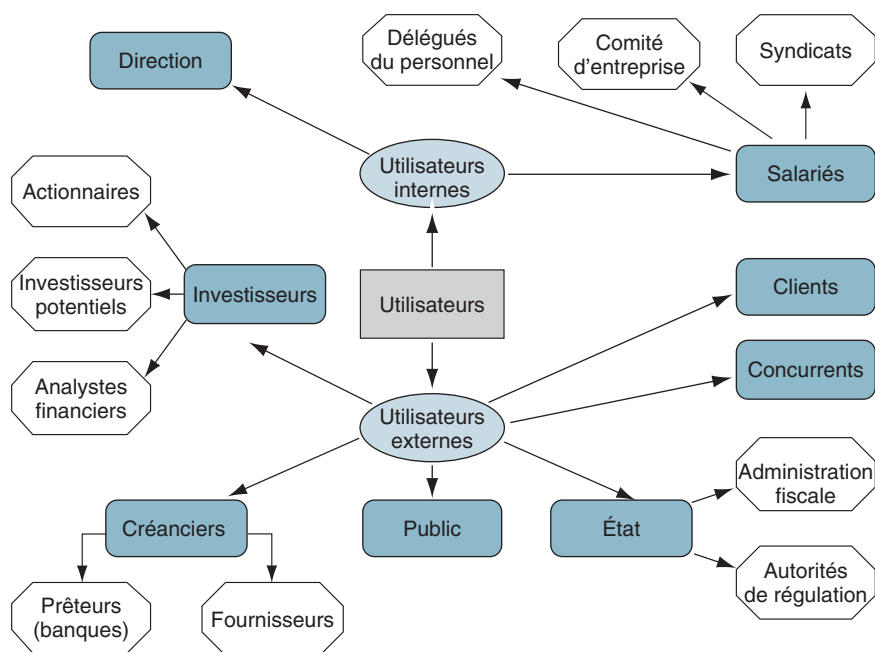 Direction
Délégués
du personnel
Comité
d'entreprise
Syndicats
Utilisateurs
internes
Salariés
Actionnaires
Investisseurs
potentiels
Investisseurs
Analystes
financiers
Utilisateurs
Clients
Concurrents
Utilisateurs
externes
Administration
fiscale
Créanciers
Public
État
Autorités
de régulation
Prêteurs
(banques)
Fournisseurs